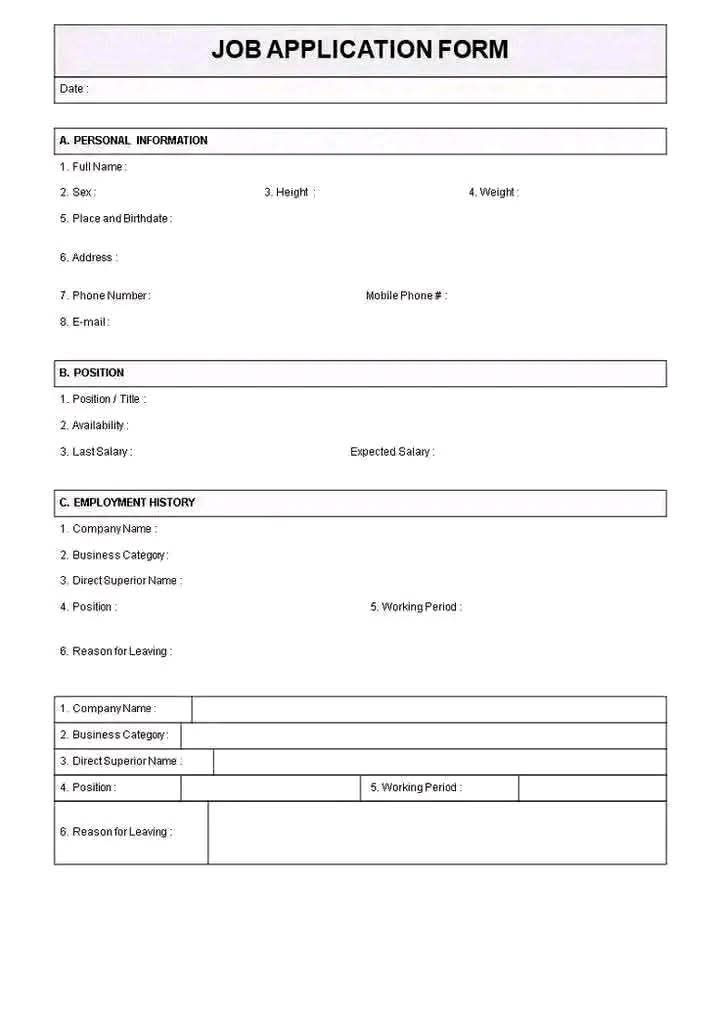 JOB APPLICATION FORM
Date :
A. PERSONAL INFORMATION
1. Full Name :
2. Sex : 3. Height : 4. Weight :
5. Place and Birthdate :
6. Address :
7. Phone Number : Mobile Phone # :
8. E-mail :
B. POSITION
1. Position / Title :
2. Availability :
3. Last Salary : Expected Salary :
C. EMPLOYMENT HISTORY
1. Company Name :
2. Business Category :
3. Direct Superior Name :
4. Position : 5. Working Period :
6. Reason for Leaving :
1. Company Name :
2. Business Category :
3. Direct Superior Name :
4. Position : 5. Working Period :
6. Reason for Leaving :